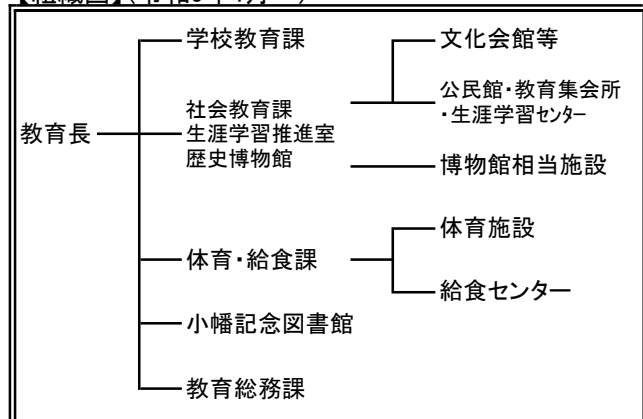 学校教育課
文化会館等
公民館・教育集会所
・生涯学習センター
社会教育課
生涯学習推進室
歴史博物館
教育長
博物館相当施設
体育施設
体育・給食課
給食センター
小幡記念図書館
教育総務課